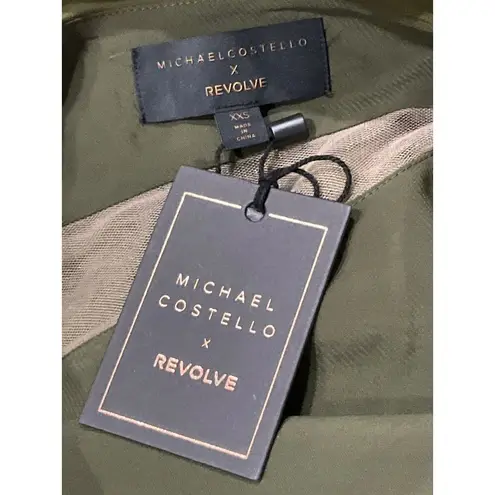 MICHAELCOSTELLO
X
REVOLVE
XXS
MADE
IN
CHINA
MICHAEL
COSTELLO
x
REVOLVE